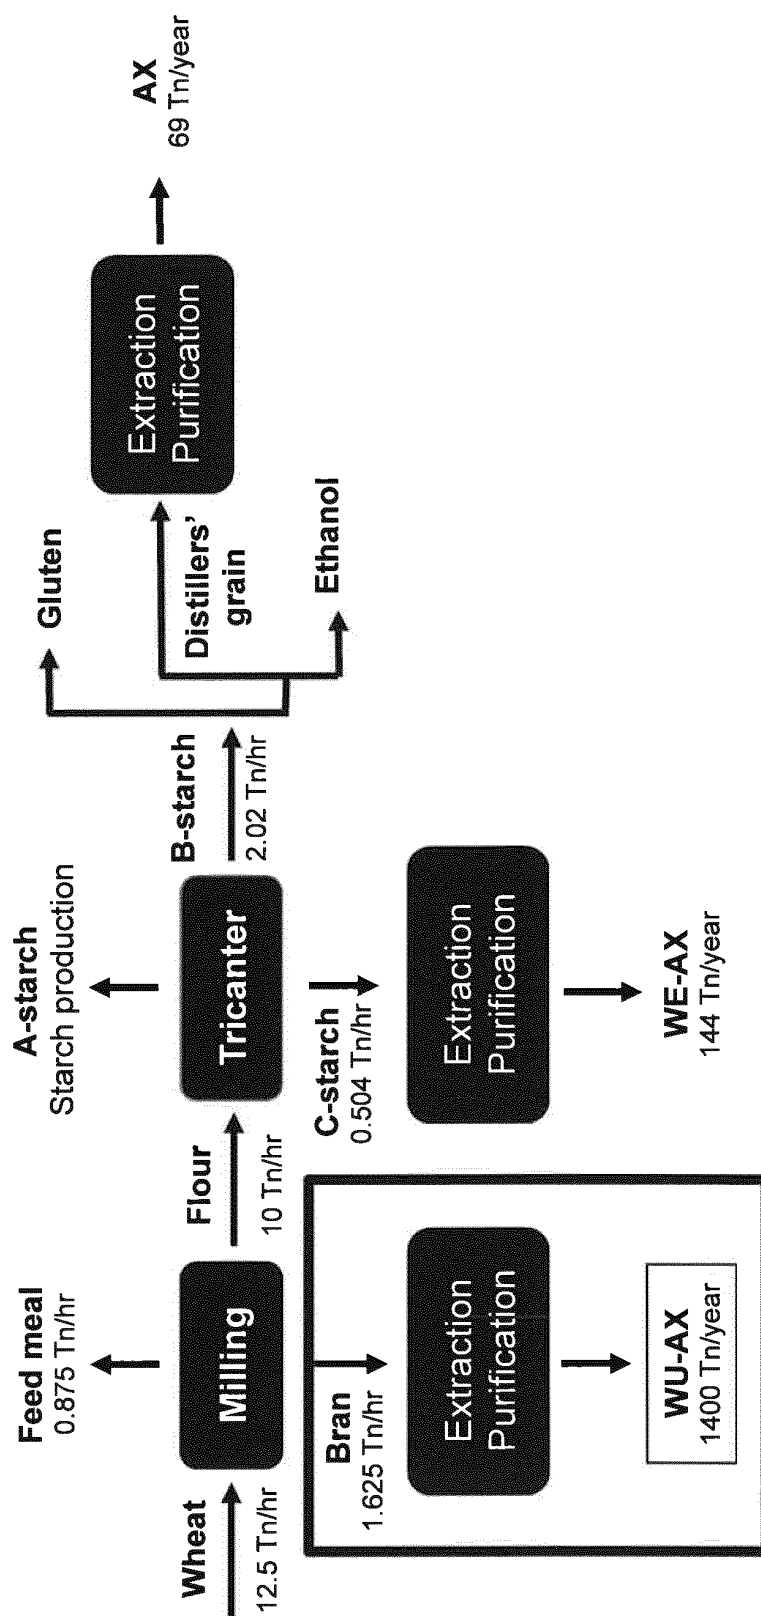 Wheat
12.5 Tn/hr
Milling
Feed meal
0.875 Tn/hr
Flour
10 Tn/hr
Bran
1.625 Tn/hr
Extraction
Purification
WU-AX
1400 Tn/year
Tricanter
A-starch
Starch production
B-starch
2.02 Tn/hr
C-starch
0.504 Tn/hr
Extraction
Purification
WE-AX
144 Tn/year
Gluten
Distillers'
grain
Ethanol
Extraction
Purification
AX
69 Tn/year